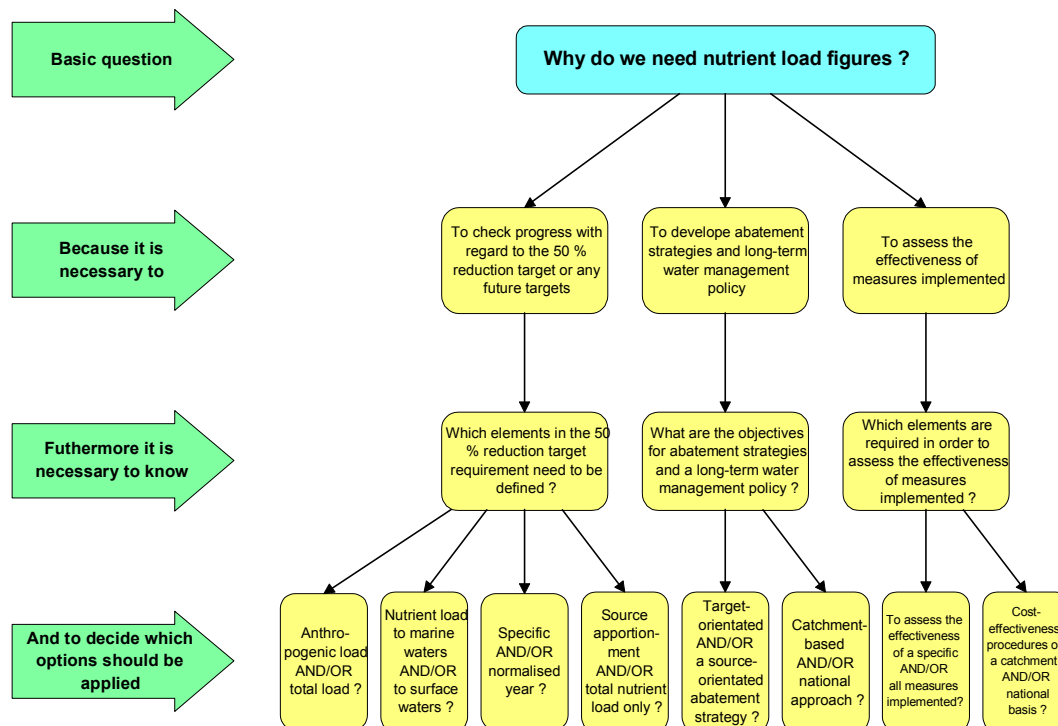 Basic question
Why do we need nutrient load figures ?
Because it is
necessary to
To check progress with
regard to the 50 %
reduction target or any
future targets
To develope abatement
strategies and long-term
water management
policy
To assess the
effectiveness of
measures implemented
Futhermore it is
necessary to know
Which elements in the 50
% reduction target
requirement need to be
defined ?
What are the objectives
for abatement strategies
and a long-term water
management policy ?
Which elements are
required in order to
assess the effectiveness
of measures
implemented ?
And to decide which
options should be
applied
Anthro-
pogenic load
AND/OR
total load ?
Nutrient load
to marine
waters
AND/OR
to surface
waters ?
Specific
AND/OR
normalised
year ?
Source
apportion-
ment
AND/OR
total nutrient
load only ?
Target-
orientated
AND/OR
a source-
orientated
abatement
strategy ?
Catchment-
based
AND/OR
national
approach ?
To assess the
effectiveness
of a specific
AND/OR
all measures
implemented?
Cost-
effectiveness
procedures o
a catchment
AND/OR
national
basis ?